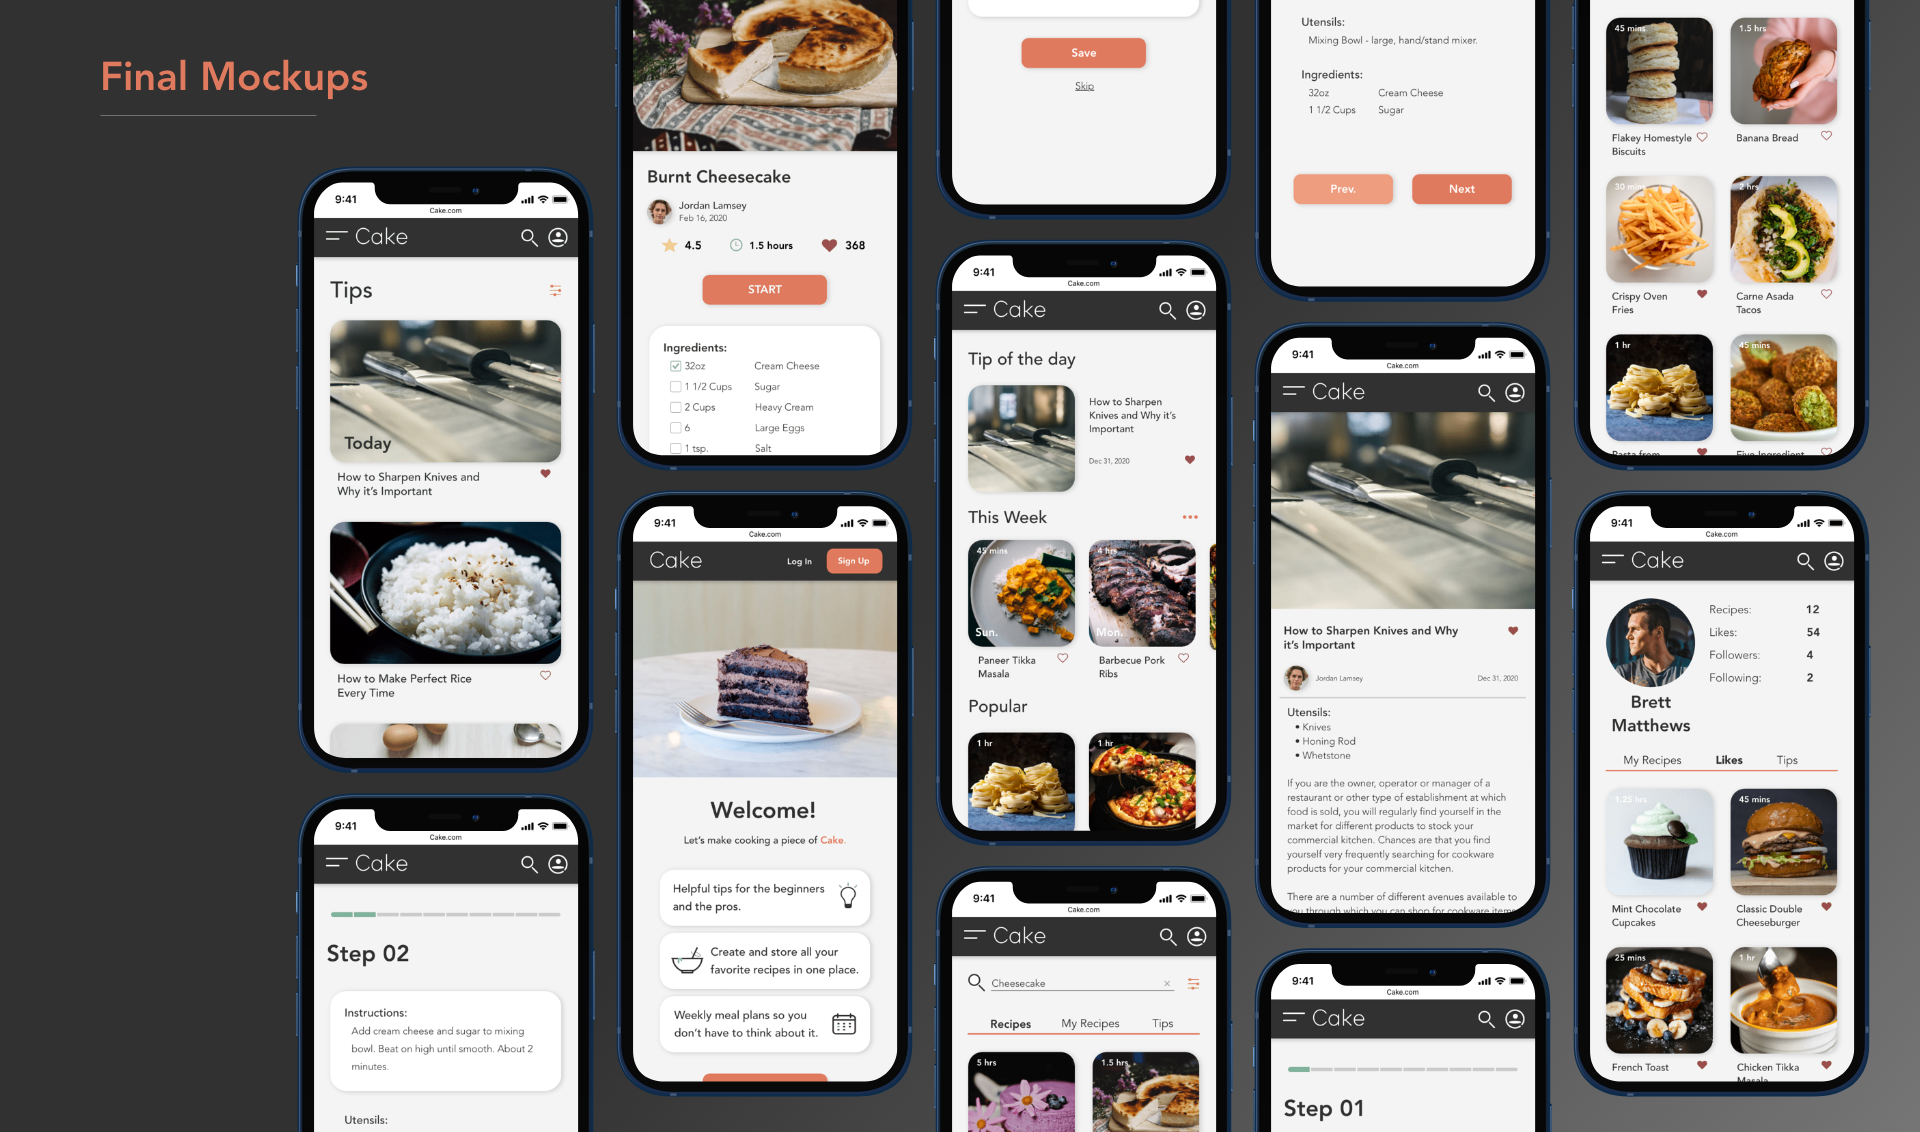 Final Mockups
9:41
Cake.com
Cake
Tips
Today
How to Sharpen Knives and
Why it's Important
How to Make Perfect Rice
Every Time
9:41
Cake.com
Cake
Step 02
Instructions:
Add cream cheese and sugar to mixing
bowl. Beat on high until smooth. About 2
minutes.
Utensils:
Burnt Cheesecake
Jordan Lamsey
Feb 16, 2020
4.5
1.5 hours
368
START
Ingredients:
32oz Cream Cheese
1 1/2 Cups Sugar
2 Cups Heavy Cream
6 Large Eggs
1 tsp. Salt
9:41
Cake.com
Cake
Log In
Sign Up
Welcome!
Let's make cooking a piece of Cake.
Helpful tips for the beginners
and the pros.
Create and store all your
favorite recipes in one place.
Weekly meal plans so you
don't have to think about it.
Save
Skip
9:41
Cake.com
Cake
Tip of the day
How to Sharpen
Knives and Why it's
Important
Dec 31, 2020
This Week
45 mins
Sun.
Paneer Tikka
Masala
4 hrs
Mon.
Barbecue Pork
Ribs
Popular
1 hr
1 hr
9:41
Cake.com
Cake
Cheesecake
Recipes
My Recipes
Tips
5 hrs
1.5 hrs
Utensils:
Mixing Bowl - large, hand/stand mixer.
Ingredients:
32oz Cream Cheese
1 1/2 Cups Sugar
Prev.
Next
9:41
Cake.com
Cake
How to Sharpen Knives and Why
it's Important
Jordan Lamsey
Dec 31, 2020
Utensils:
• Knives
• Honing Rod
• Whetstone
If you are the owner, operator or manager of a
restaurant or other type of establishment at which
food is sold, you will regularly find yourself in the
market for different products to stock your
commercial kitchen. Chances are that you find
yourself very frequently searching for cookware
products for your commercial kitchen.
There are a number of different avenues available to
you through which you can shop for cookware items
9:41
Cake.com
Cake
Step 01
45 mins
Flakey Homestyle
Biscuits
1.5 hrs
Banana Bread
30 mins
Crispy Oven
Fries
2 hrs
Carne Asada
Tacos
1 hr
Pasta from
45 mins
Five Ingredient
9:41
Cake.com
Cake
Recipes: 12
Likes: 54
Followers: 4
Following: 2
Brett
Matthews
My Recipes
Likes
Tips
1.25 hrs
Mint Chocolate
Cupcakes
45 mins
Classic Double
Cheeseburger
25 mins
French Toast
1 hr
Chicken Tikka
Masala